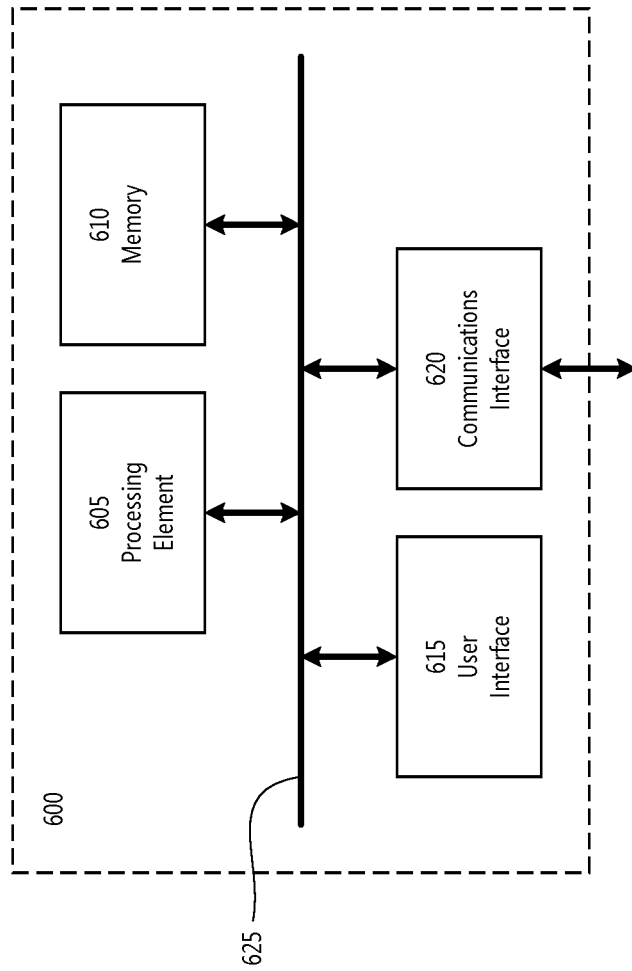 600
605
Processing
Element
610
Memory
615
User
Interface
620
Communications
Interface
625